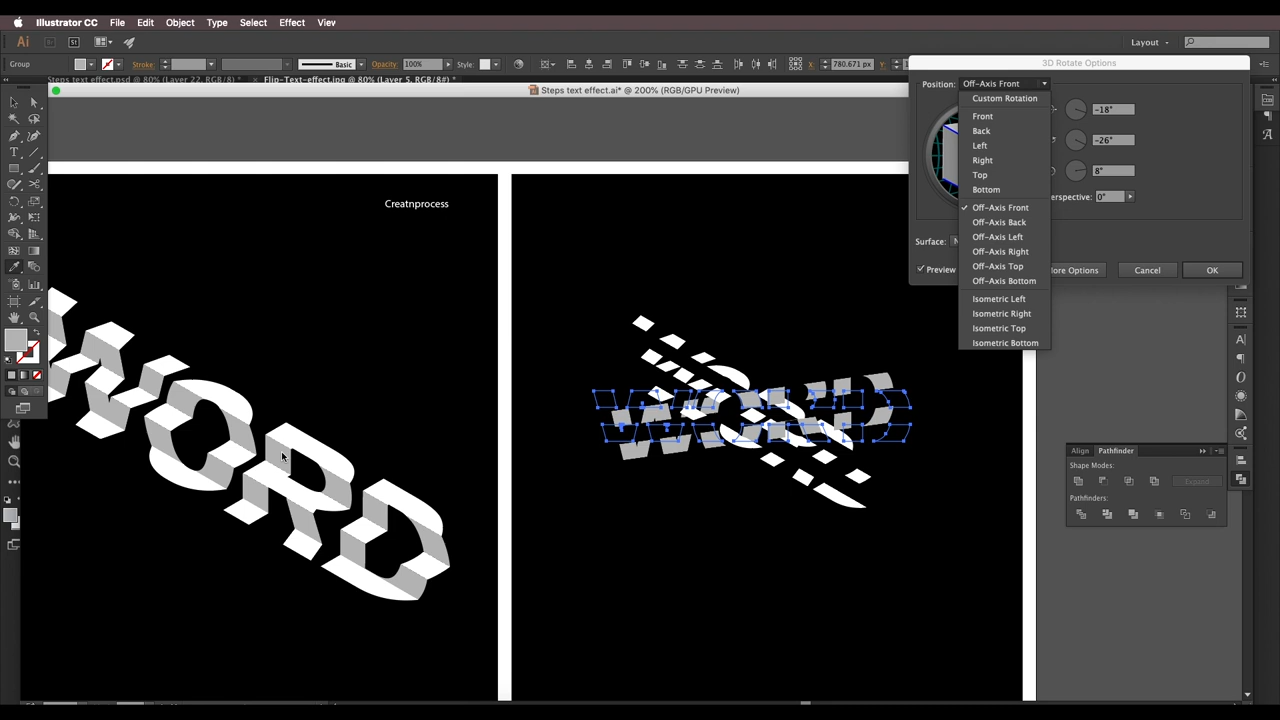 Illustrator CC File Edit Object Type Select Effect View
Ai Br St Layout
Group Stroke: Basic Opacity: 100% Style: X: 780.671 px Y:
3D Rotate Options
Steps text effect.psd @ 80% (Layer 22, RGB/8) * × Flip-Text-effect.jpg @ 80% (Layer 5, RGB/8#) *
Steps text effect.ai* @ 200% (RGB/GPU Preview)
Position: Off-Axis Front
Custom Rotation
-18°
Front
Back
-26°
Left
Right
Top
8°
Bottom
erspective: 0°
✓ Off-Axis Front
Off-Axis Back
Off-Axis Left
Surface: N
Off-Axis Right
Off-Axis Top
Preview ore Options Cancel OK
Off-Axis Bottom
Isometric Left
Isometric Right
Isometric Top
Isometric Bottom
Creatnprocess
WORD
WORD
Align Pathfinder
Shape Modes:
Expand
Pathfinders: